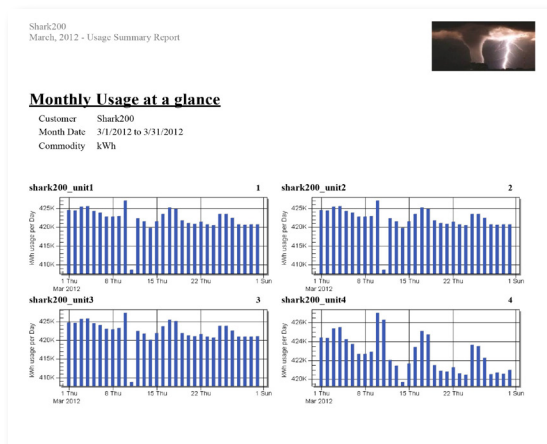 Shark200
March, 2012 - Usage Summary Report
Monthly Usage at a glance
Customer Shark200
Month Date 3/1/2012 to 3/31/2012
Commodity kWh
shark200_unit1 1
kWh usage per Day
425K
420K
415K
410K
1 Thu 8 Thu 15 Thu 22 Thu 1 Sun
Mar 2012
shark200_unit2 2
kWh usage per Day
425K
420K
415K
410K
1 Thu 8 Thu 15 Thu 22 Thu 1 Sun
Mar 2012
shark200_unit3 3
kWh usage per Day
425K
420K
415K
410K
1 Thu 8 Thu 15 Thu 22 Thu 1 Sun
Mar 2012
shark200_unit4 4
kWh usage per Day
426K
424K
422K
420K
1 Thu 8 Thu 15 Thu 22 Thu 1 Sun
Mar 2012